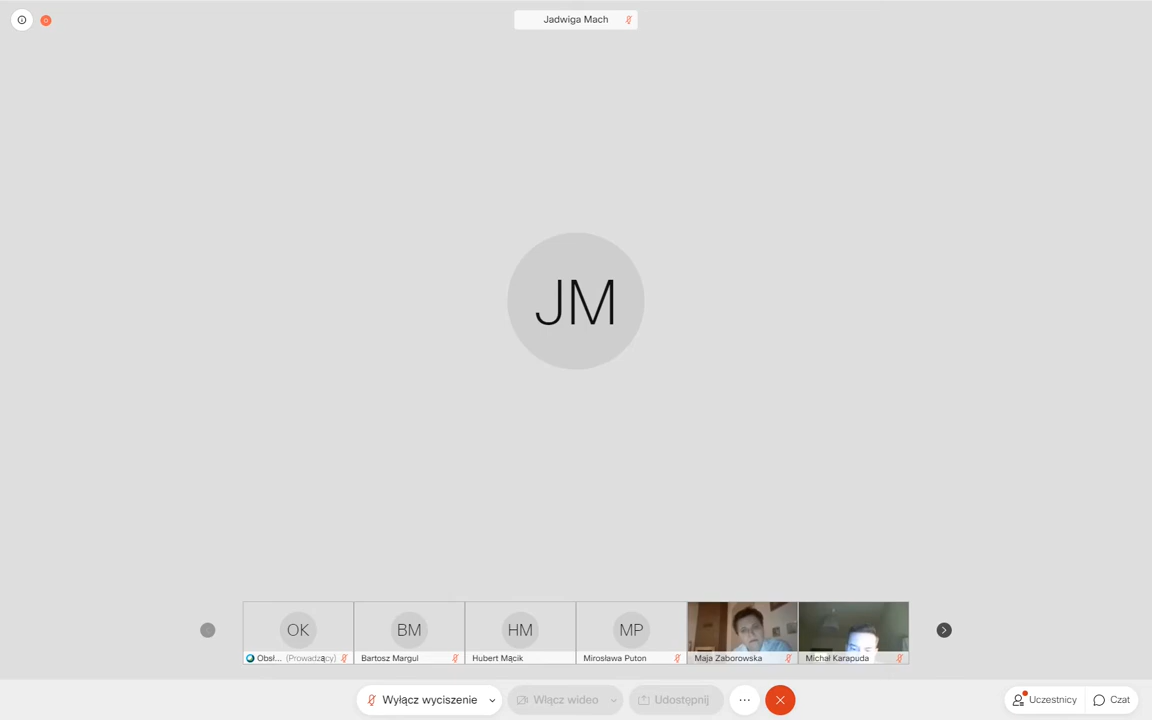 Jadwiga Mach
JM
OK
BM
HM
MP
Obsł... (Prowadzący)
Bartosz Margul
Hubert Mącik
Mirosława Puton
Maja Zaborowska
Michał Karapuda
Wyłącz wyciszenie
Włącz wideo
Udostępnij
Uczestnicy
Czat